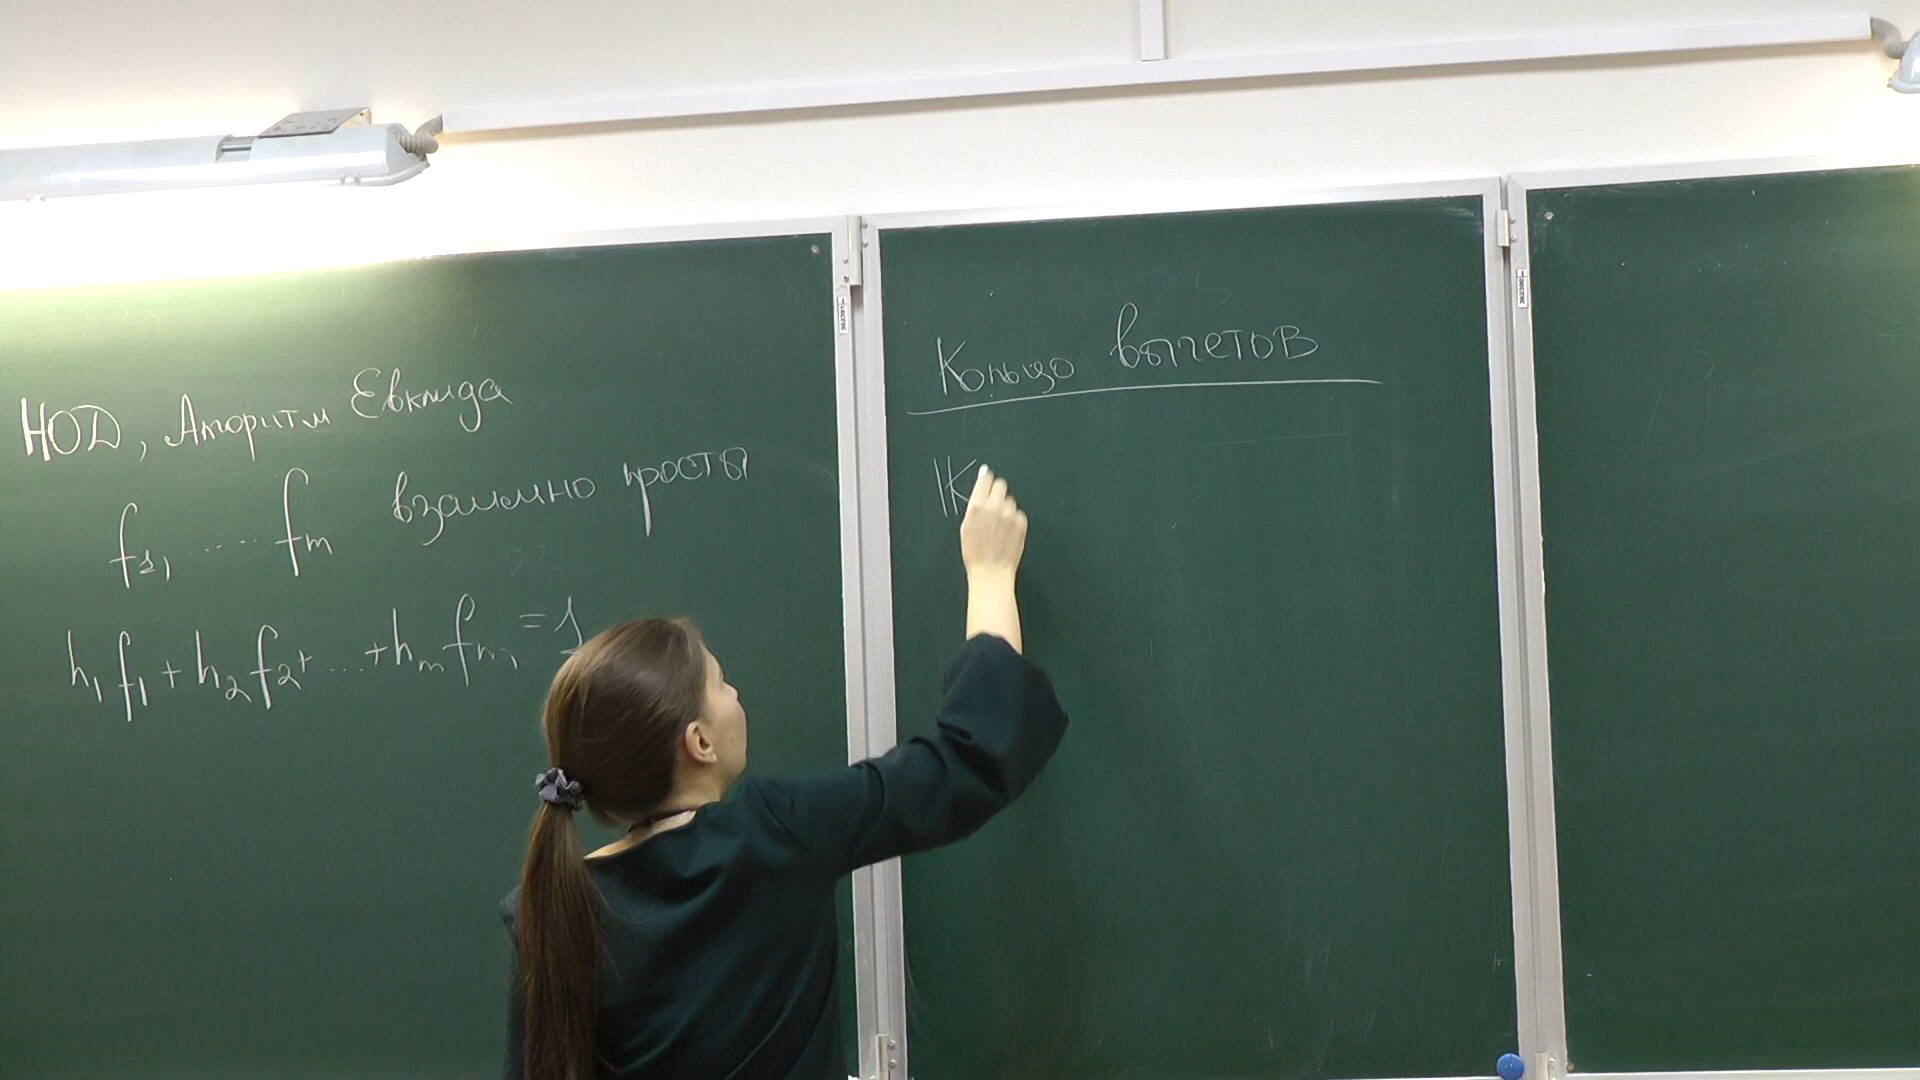 НОД, Алгоритм Евклида
f₁, ..... fₘ взаимно просты
h₁f₁ + h₂f₂ + ... + hₘfₘ = 1
Кольцо вычетов
𝕂